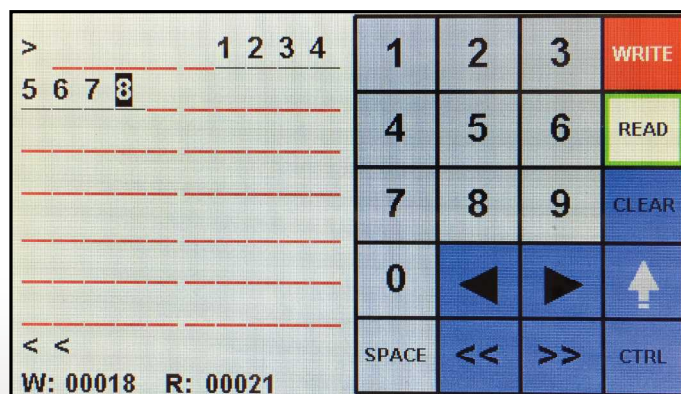 > 1 2 3 4
5 6 7 8
< <
W: 00018 R: 00021
1 2 3 WRITE
4 5 6 READ
7 8 9 CLEAR
0
SPACE << >> CTRL